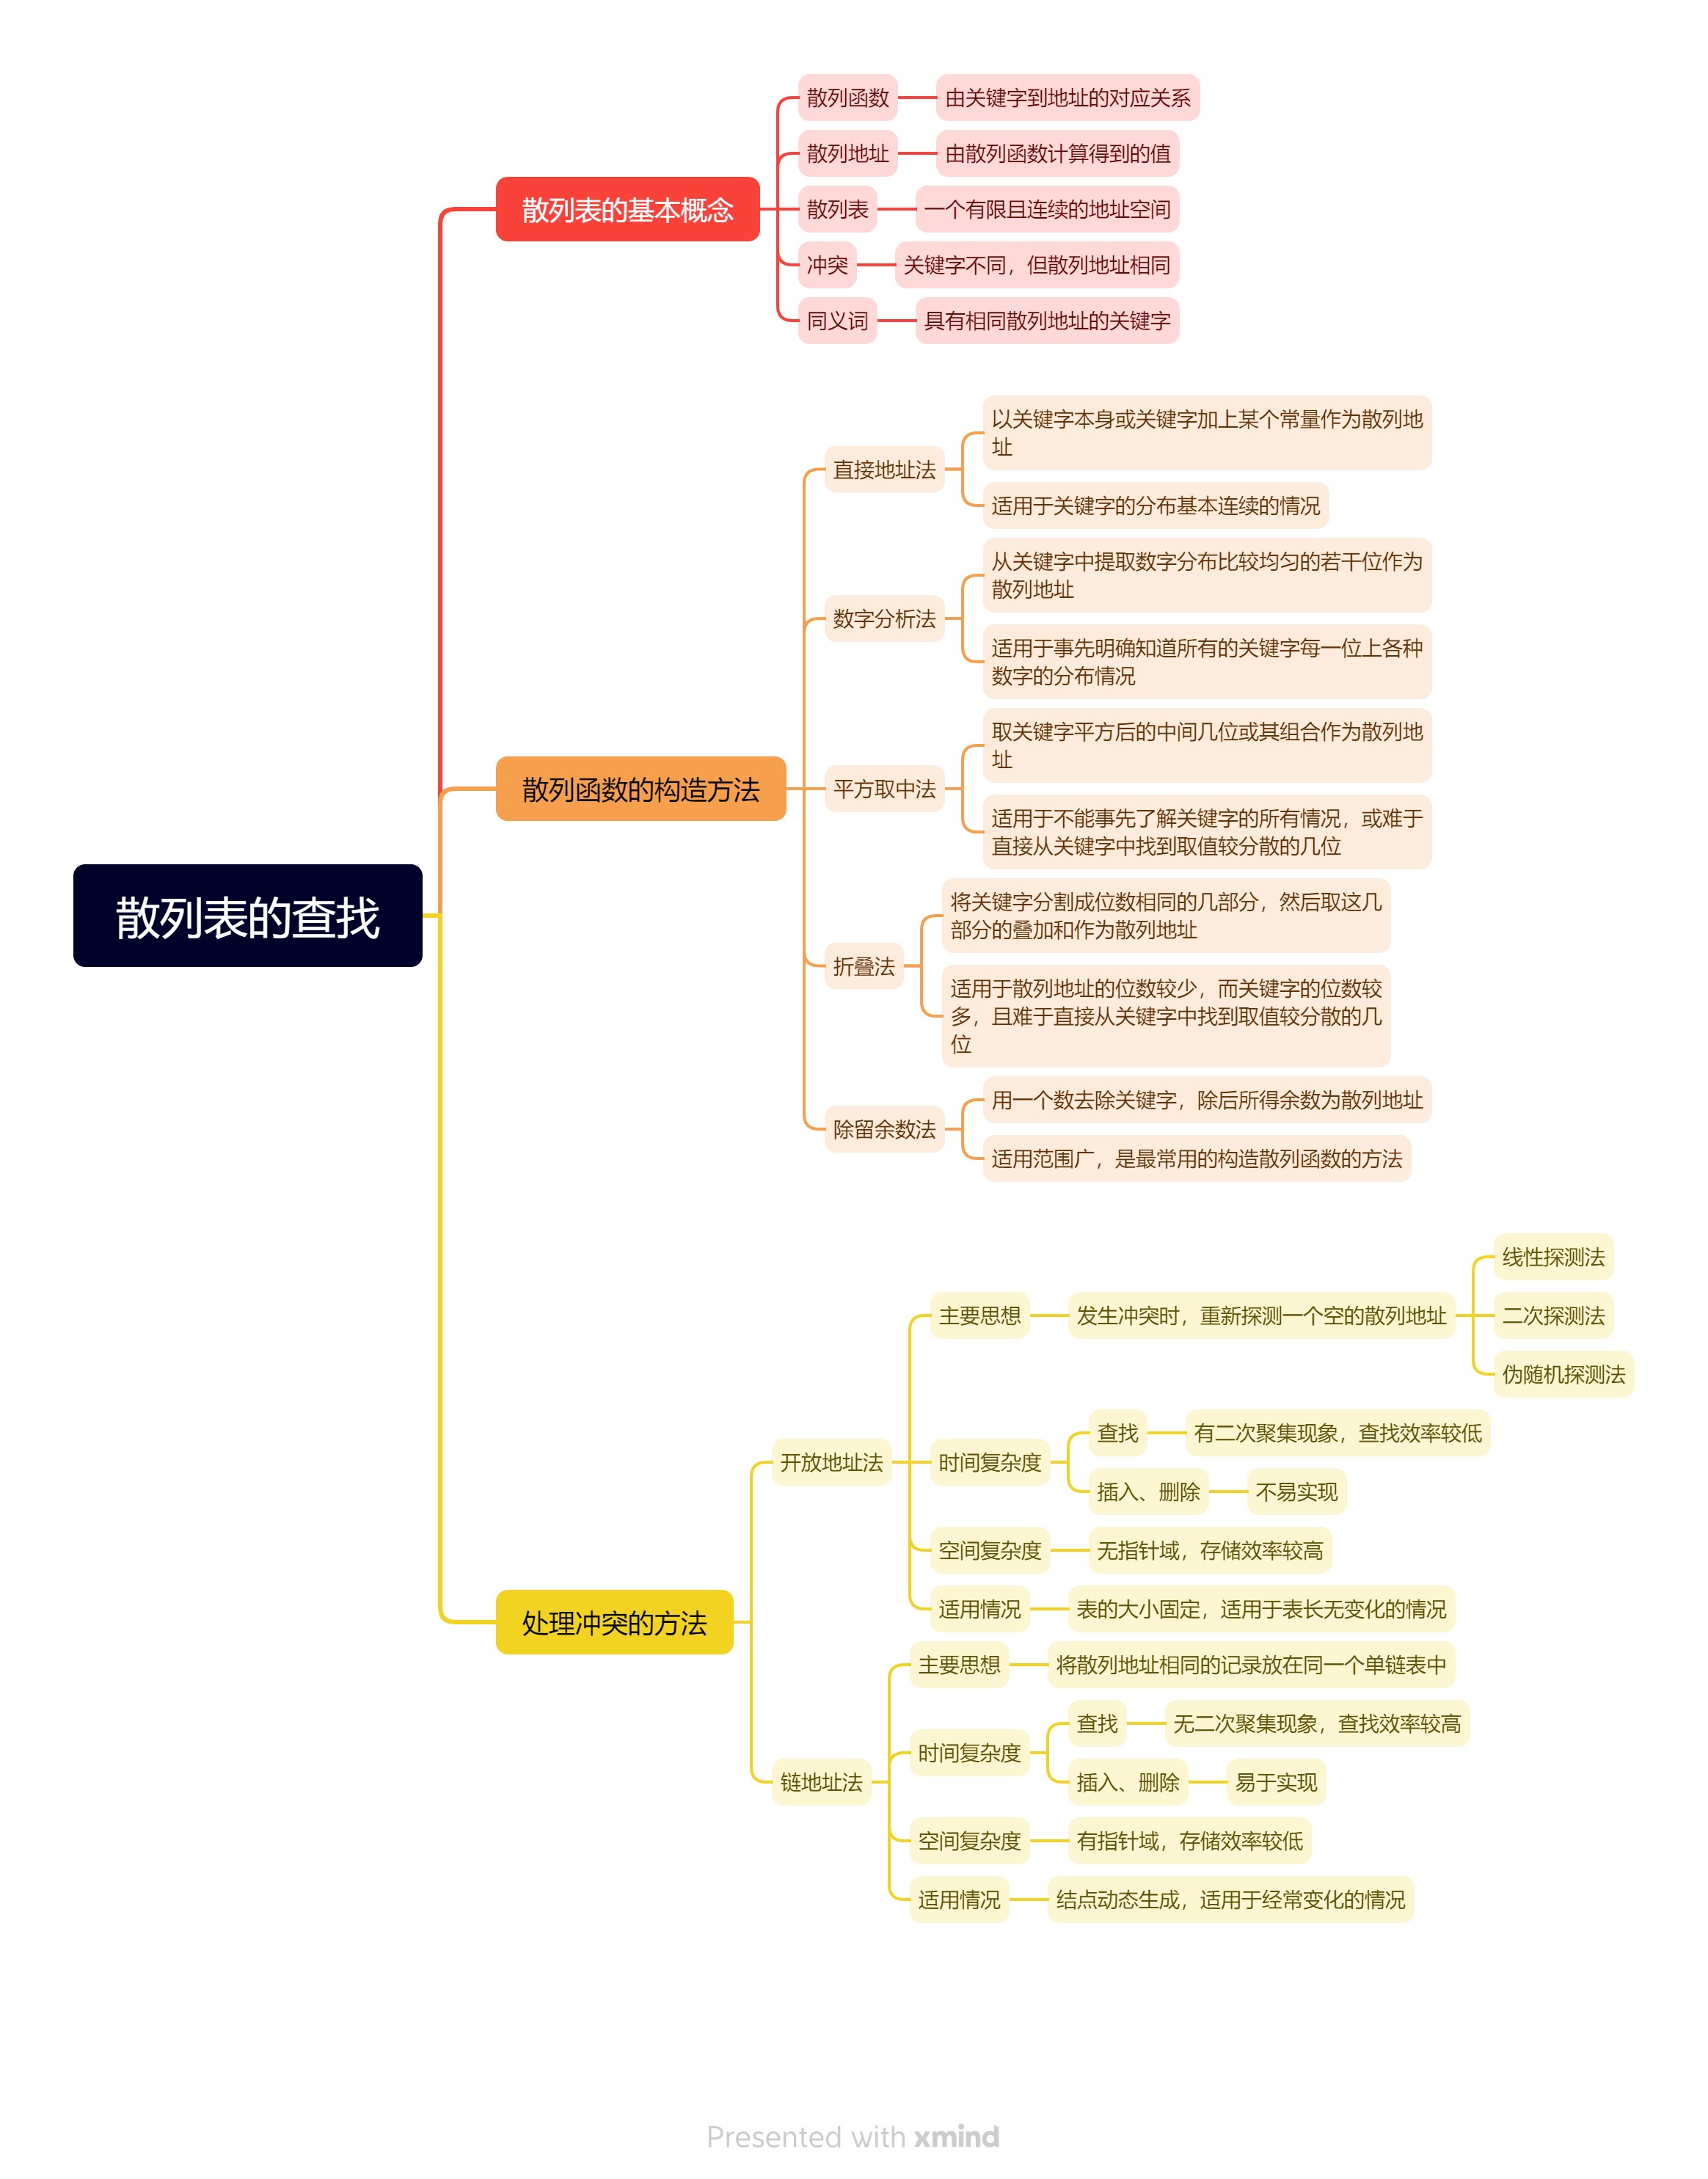 散列表的查找
散列表的基本概念
散列函数
由关键字到地址的对应关系
散列地址
由散列函数计算得到的值
散列表
一个有限且连续的地址空间
冲突
关键字不同，但散列地址相同
同义词
具有相同散列地址的关键字
散列函数的构造方法
直接地址法
以关键字本身或关键字加上某个常量作为散列地
址
适用于关键字的分布基本连续的情况
数字分析法
从关键字中提取数字分布比较均匀的若干位作为
散列地址
适用于事先明确知道所有的关键字每一位上各种
数字的分布情况
平方取中法
取关键字平方后的中间几位或其组合作为散列地
址
适用于不能事先了解关键字的所有情况，或难于
直接从关键字中找到取值较分散的几位
折叠法
将关键字分割成位数相同的几部分，然后取这几
部分的叠加和作为散列地址
适用于散列地址的位数较少，而关键字的位数较
多，且难于直接从关键字中找到取值较分散的几
位
除留余数法
用一个数去除关键字，除后所得余数为散列地址
适用范围广，是最常用的构造散列函数的方法
处理冲突的方法
开放地址法
主要思想
发生冲突时，重新探测一个空的散列地址
线性探测法
二次探测法
伪随机探测法
时间复杂度
查找
有二次聚集现象，查找效率较低
插入、删除
不易实现
空间复杂度
无指针域，存储效率较高
适用情况
表的大小固定，适用于表长无变化的情况
链地址法
主要思想
将散列地址相同的记录放在同一个单链表中
时间复杂度
查找
无二次聚集现象，查找效率较高
插入、删除
易于实现
空间复杂度
有指针域，存储效率较低
适用情况
结点动态生成，适用于经常变化的情况
Presented with xmind